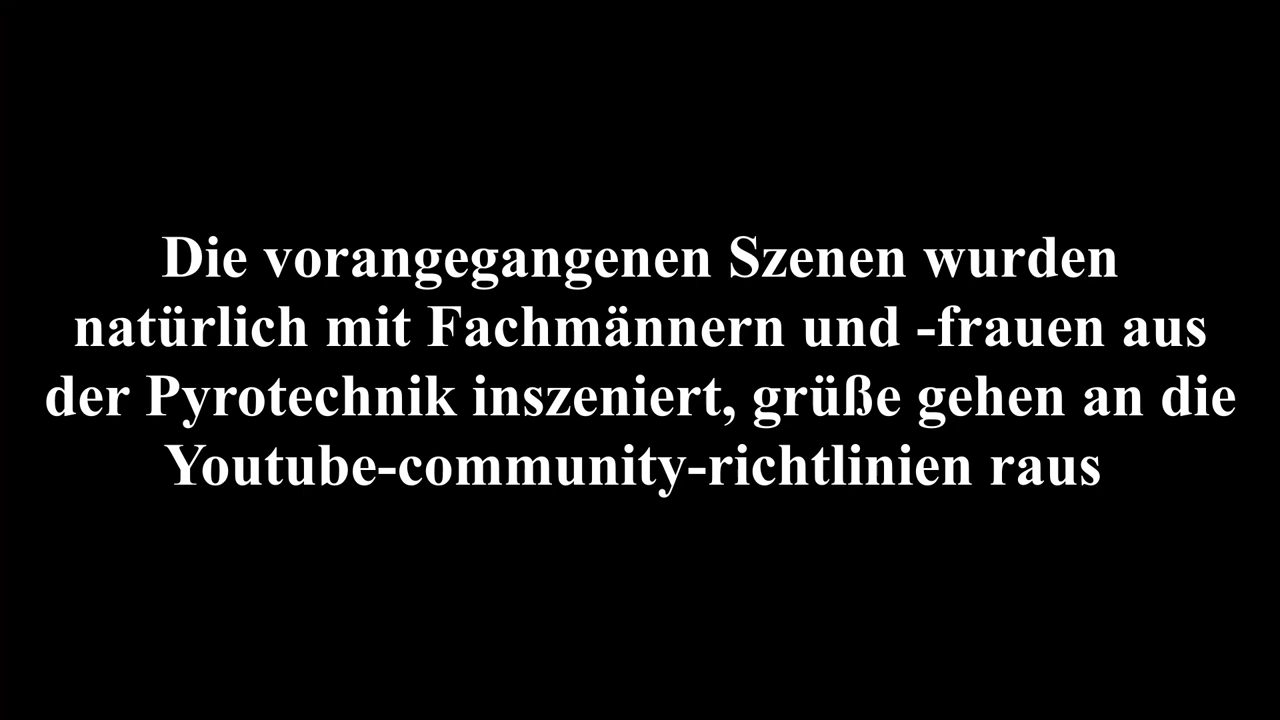 Die vorangegangenen Szenen wurden
natürlich mit Fachmännern und -frauen aus
der Pyrotechnik inszeniert, grüße gehen an die
Youtube-community-richtlinien raus